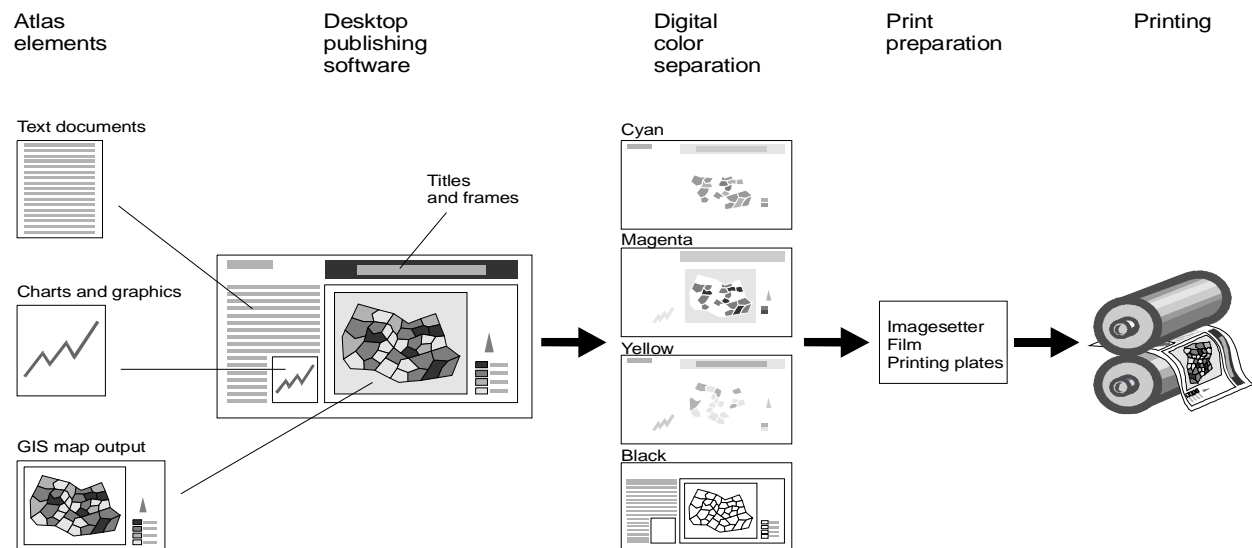 Atlas
elements
Desktop
publishing
software
Digital
color
separation
Print
preparation
Printing
Text documents
Charts and graphics
GIS map output
Titles
and frames
Cyan
Magenta
Yellow
Black
Imagesetter
Film
Printing plates